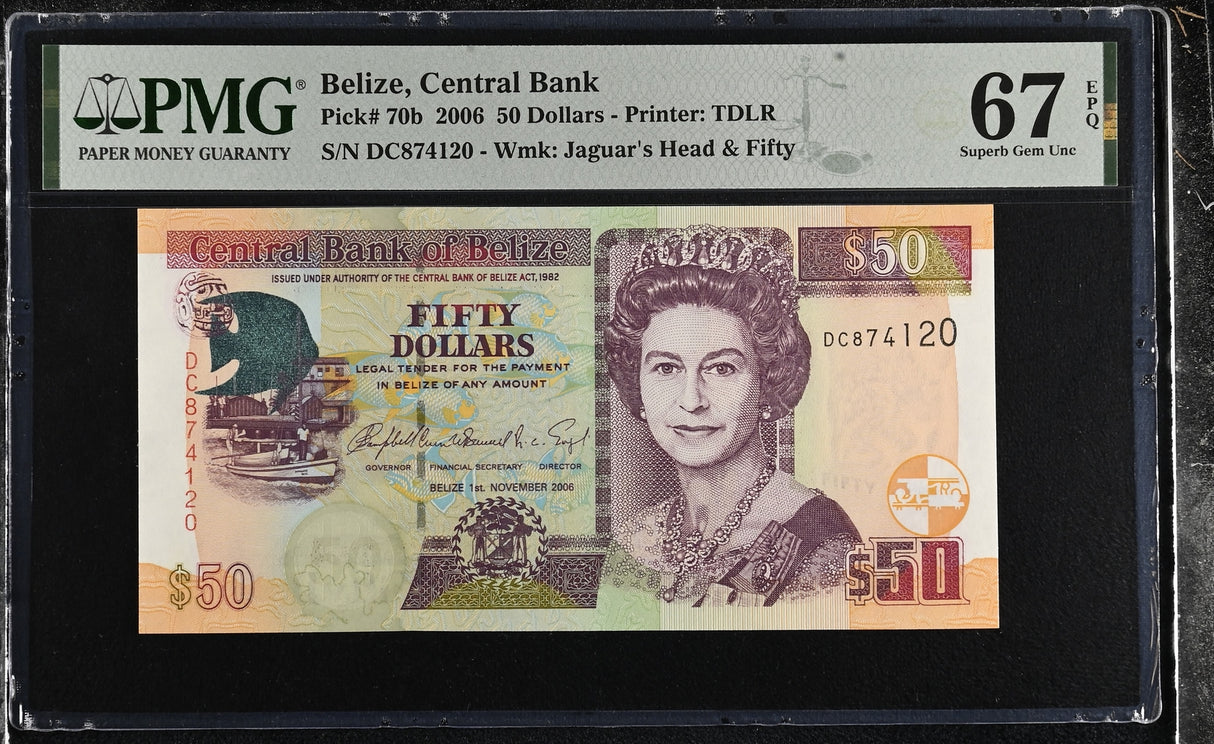 PMG®
PAPER MONEY GUARANTY
Belize, Central Bank
Pick# 70b 2006 50 Dollars - Printer: TDLR
S/N DC874120 - Wmk: Jaguar's Head & Fifty
67
EPQ
Superb Gem Unc
Central Bank of Belize
$50
ISSUED UNDER AUTHORITY OF THE CENTRAL BANK OF BELIZE ACT, 1982
FIFTY
DOLLARS
LEGAL TENDER FOR THE PAYMENT
IN BELIZE OF ANY AMOUNT
DC874120
DC874120
GOVERNOR FINANCIAL SECRETARY DIRECTOR
BELIZE 1st. NOVEMBER 2006
50
$50
$50